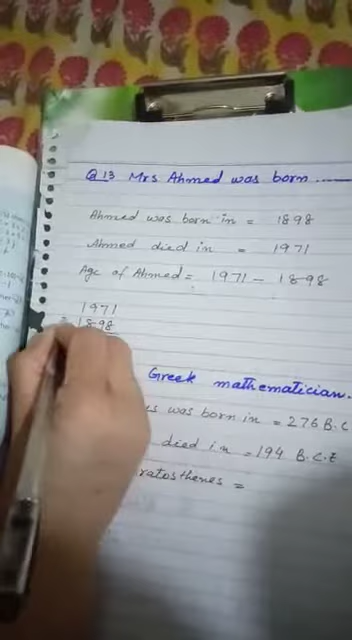 Q 13 Mrs Ahmed was born ......
Ahmed was born in = 1898
Ahmed died in = 1971
Age of Ahmed = 1971 - 1898
1971
1898
Greek mathematician.
was born in = 276 B.C
died in = 194 B.C.E
ratosthenes =